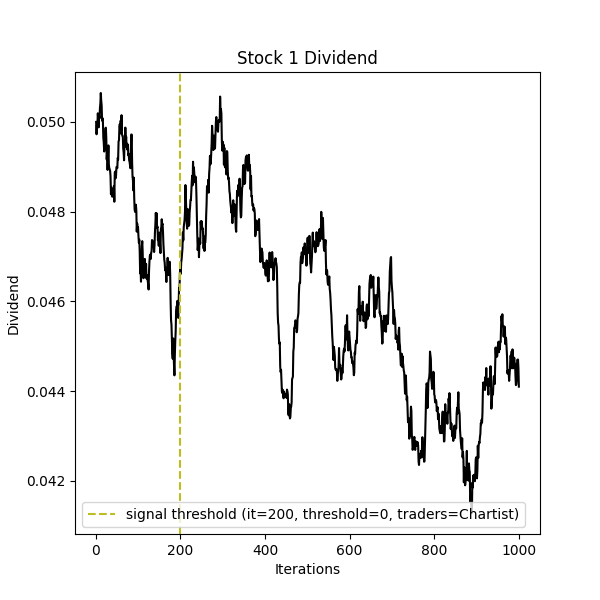 Stock 1 Dividend
Dividend
0.050
0.048
0.046
0.044
0.042
signal threshold (it=200, threshold=0, traders=Chartist)
0 200 400 600 800 1000
Iterations